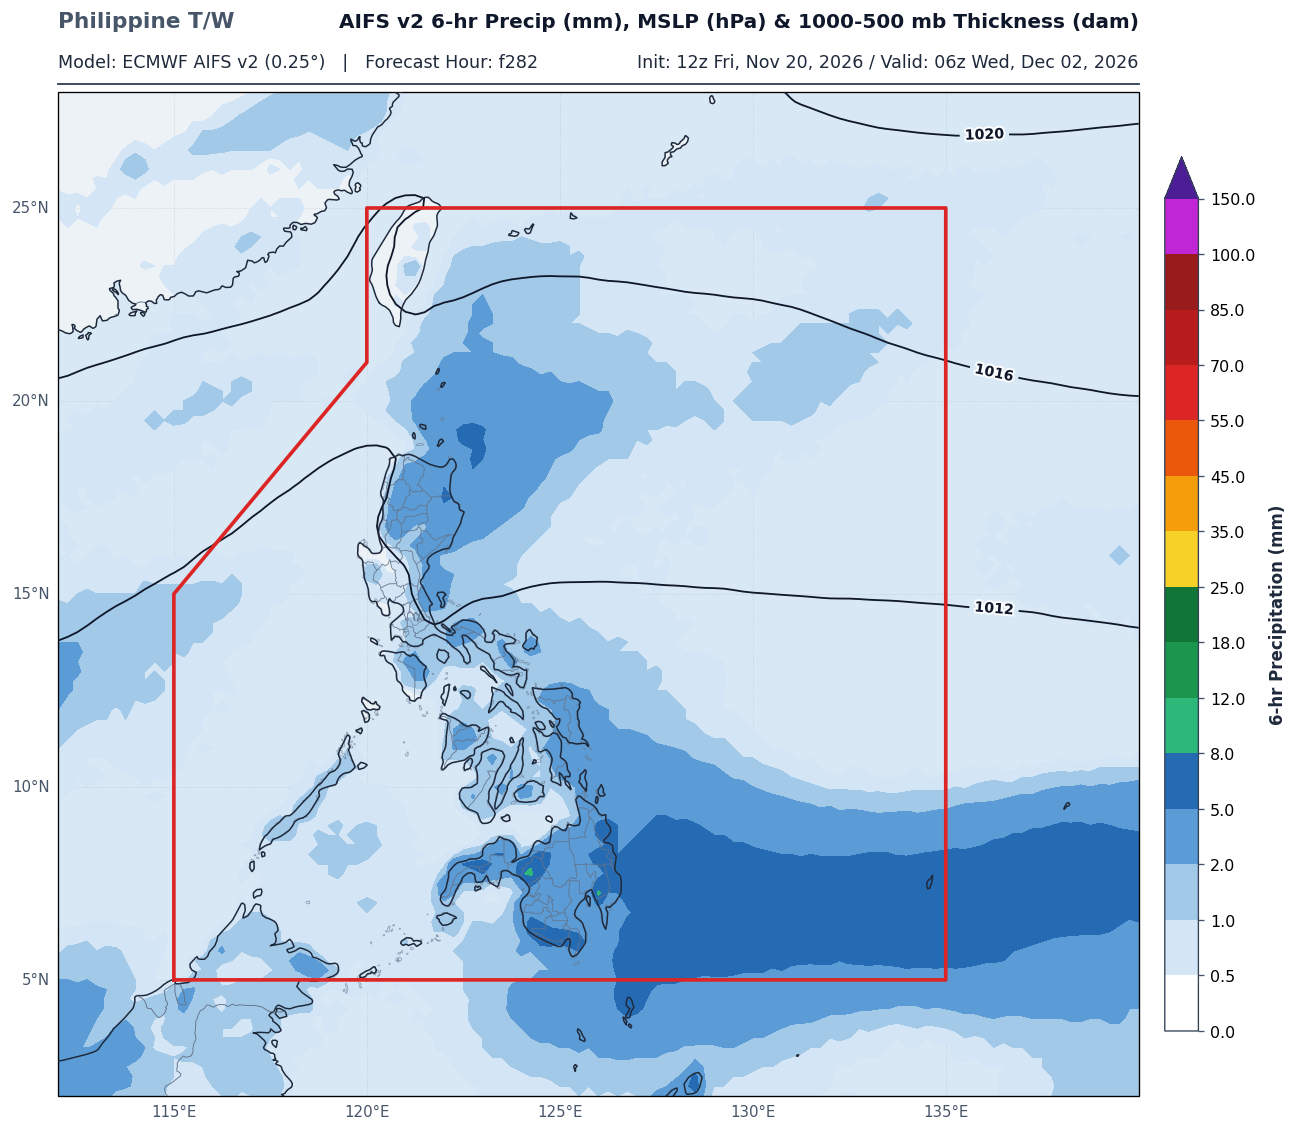 Philippine T/W
AIFS v2 6-hr Precip (mm), MSLP (hPa) & 1000-500 mb Thickness (dam)
Model: ECMWF AIFS v2 (0.25°) | Forecast Hour: f282
Init: 12z Fri, Nov 20, 2026 / Valid: 06z Wed, Dec 02, 2026
1020
1016
1012
25°N
20°N
15°N
10°N
5°N
115°E
120°E
125°E
130°E
135°E
150.0
100.0
85.0
70.0
55.0
45.0
35.0
25.0
18.0
12.0
8.0
5.0
2.0
1.0
0.5
0.0
6-hr Precipitation (mm)